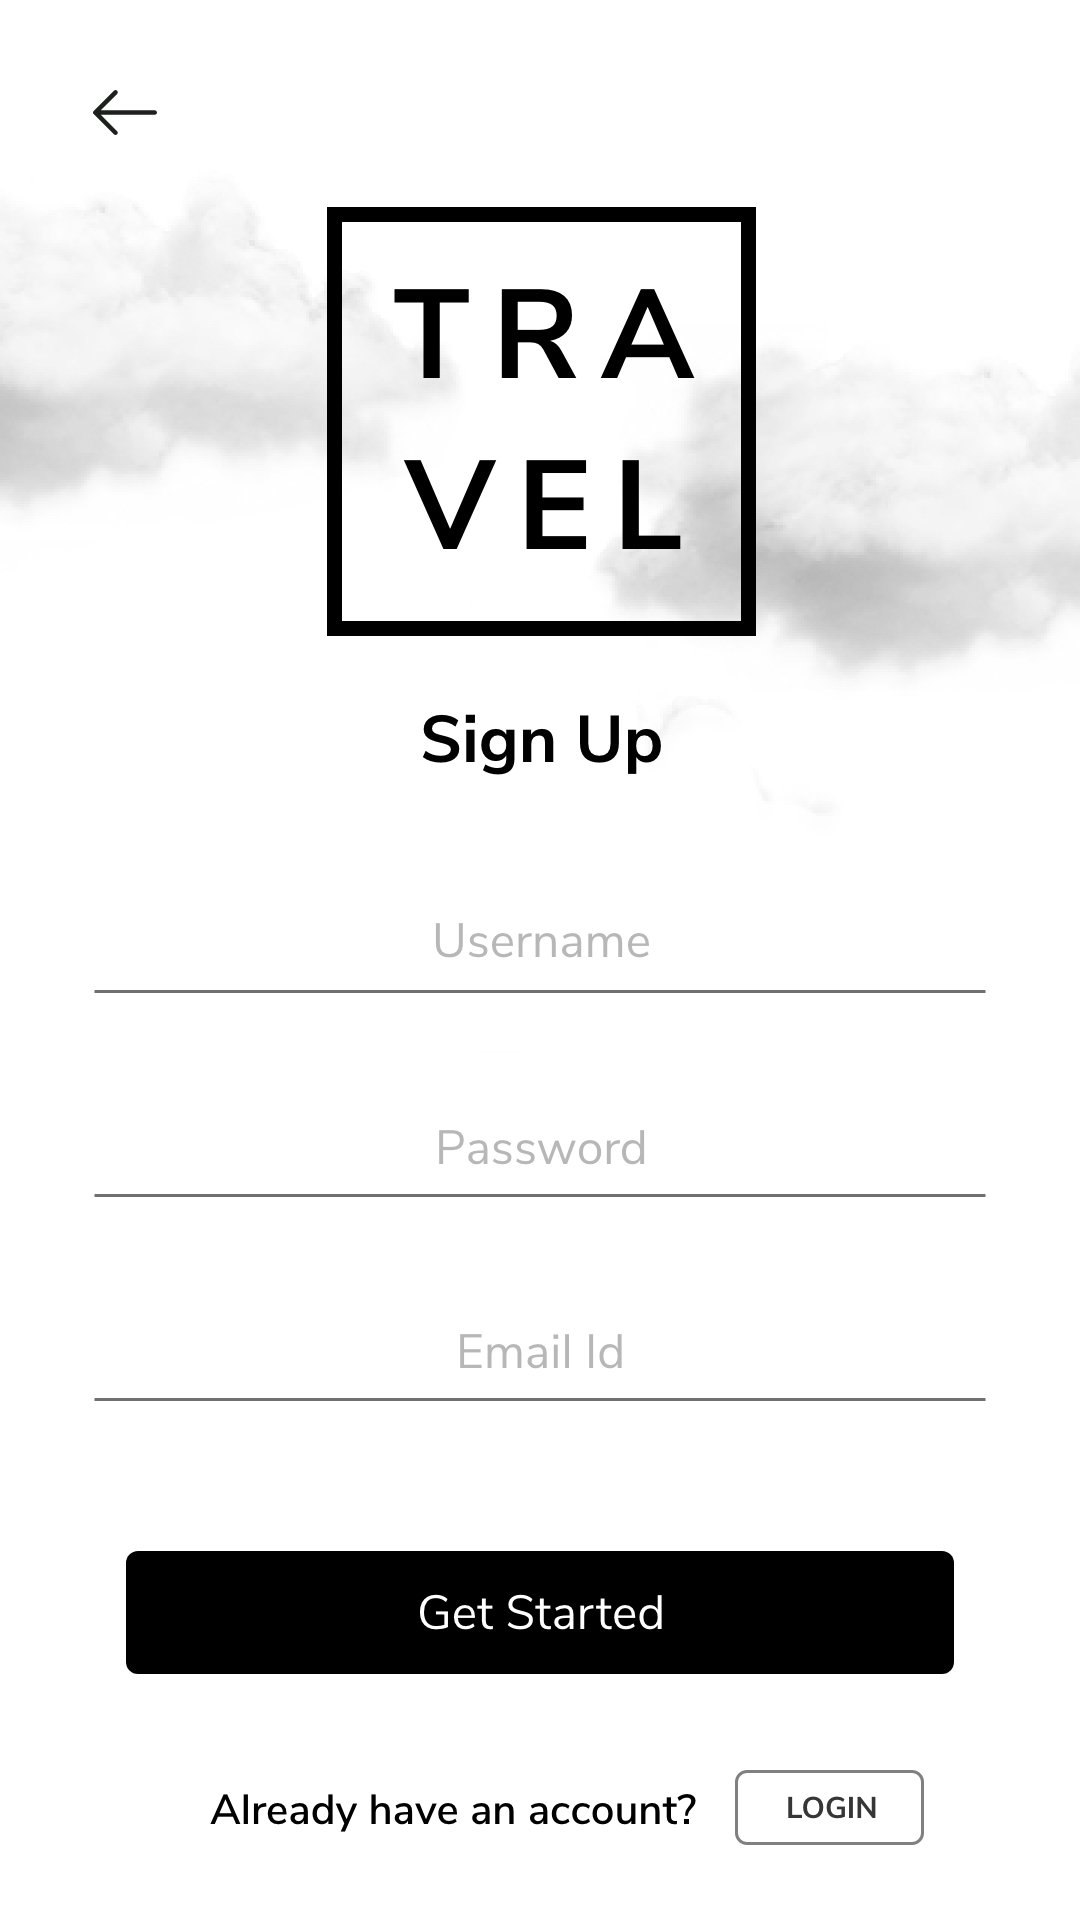 TRA
VEL
Sign Up
Username
Password
Email Id
Get Started
Already have an account? LOGIN